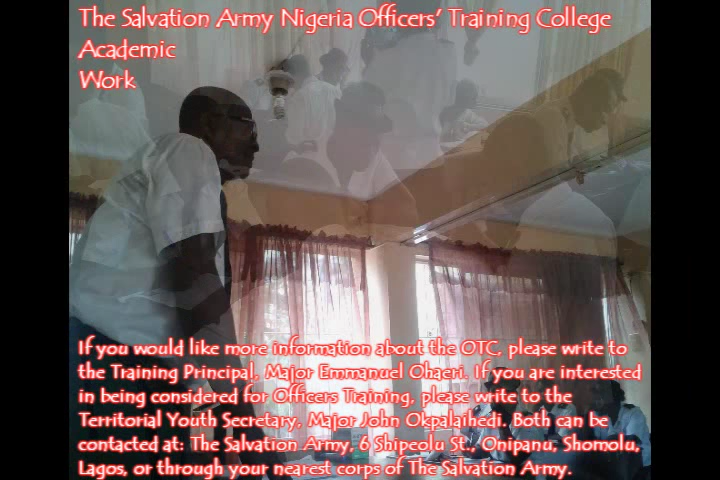 The Salvation Army Nigeria Officers' Training College
Academic
Work
If you would like more information about the OTC, please write to
the Training Principal, Major Emmanuel Ohaeri. If you are interested
in being considered for Officers Training, please write to the
Territorial Youth Secretary, Major John Okpalaihedi. Both can be
contacted at: The Salvation Army, 6 Shipeolu St., Onipanu, Shomolu,
Lagos, or through your nearest corps of The Salvation Army.